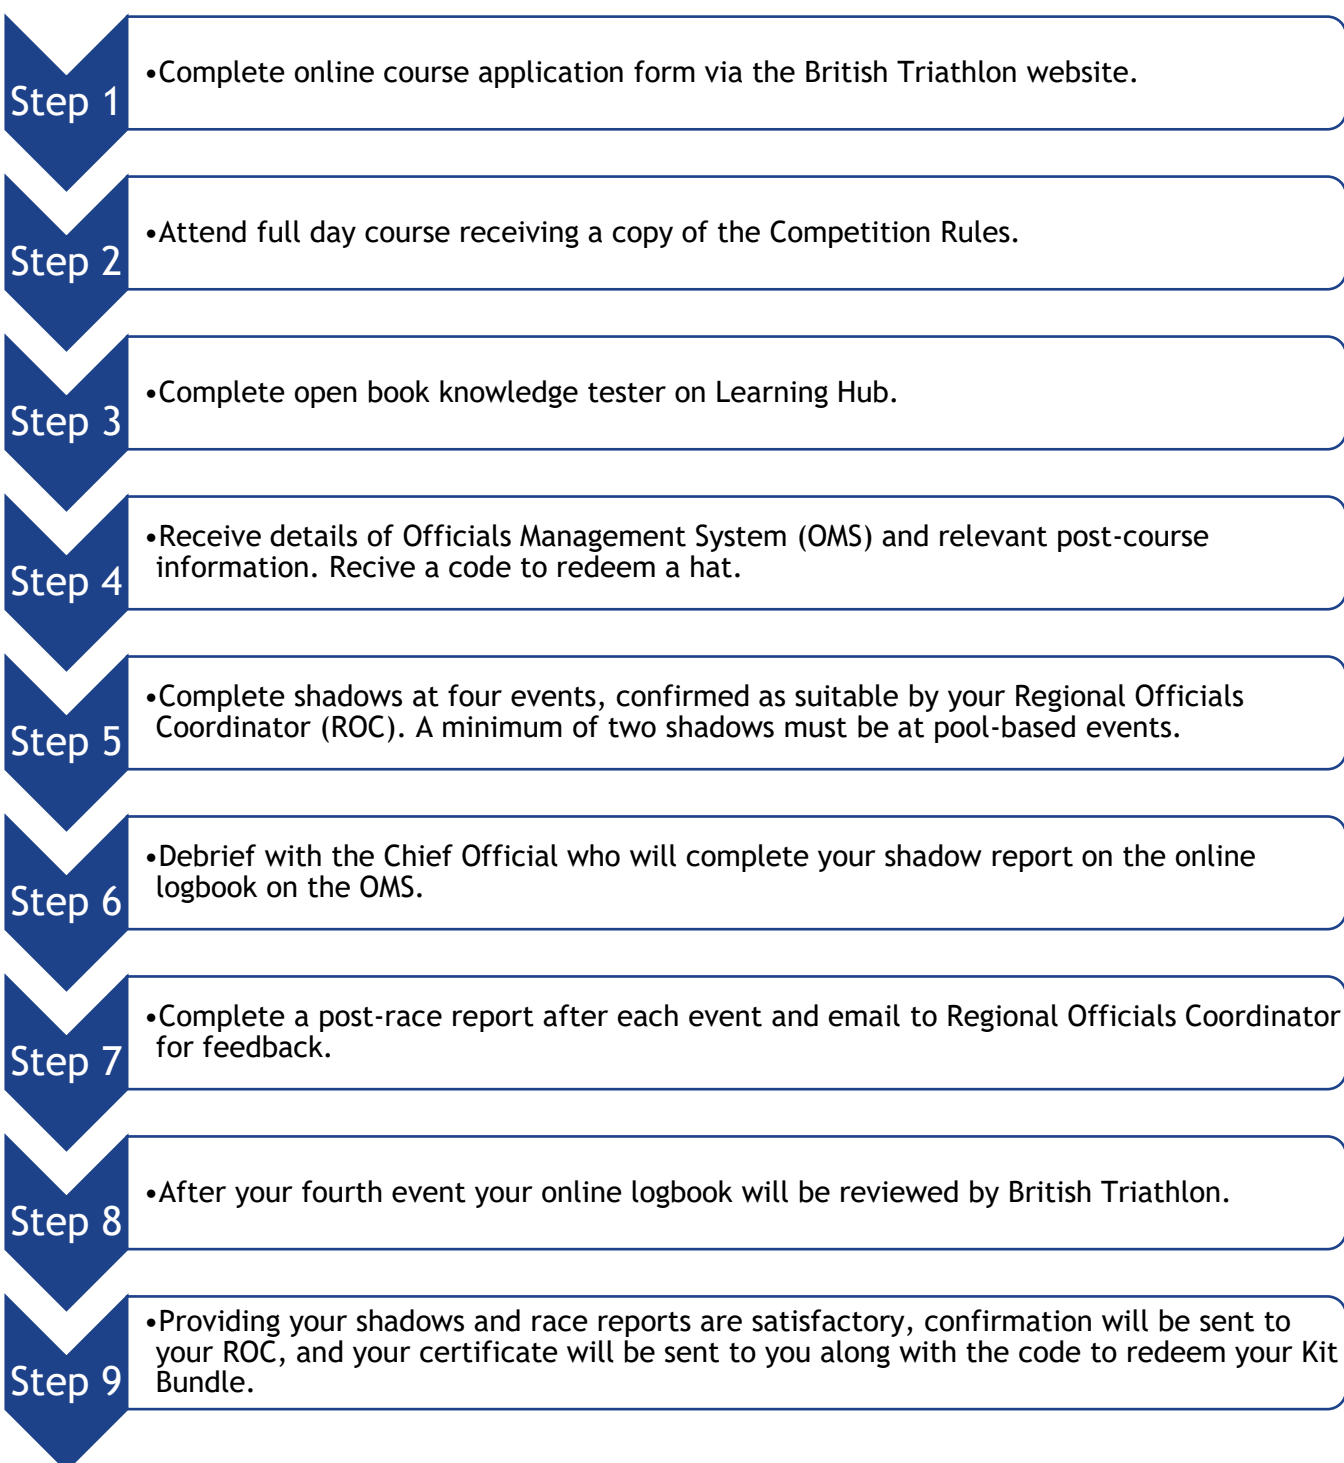 Step 1
•Complete online course application form via the British Triathlon website.
Step 2
•Attend full day course receiving a copy of the Competition Rules.
Step 3
•Complete open book knowledge tester on Learning Hub.
Step 4
•Receive details of Officials Management System (OMS) and relevant post-course
information. Recive a code to redeem a hat.
Step 5
•Complete shadows at four events, confirmed as suitable by your Regional Officials
Coordinator (ROC). A minimum of two shadows must be at pool-based events.
Step 6
•Debrief with the Chief Official who will complete your shadow report on the online
logbook on the OMS.
Step 7
•Complete a post-race report after each event and email to Regional Officials Coordinator
for feedback.
Step 8
•After your fourth event your online logbook will be reviewed by British Triathlon.
Step 9
•Providing your shadows and race reports are satisfactory, confirmation will be sent to
your ROC, and your certificate will be sent to you along with the code to redeem your Kit
Bundle.